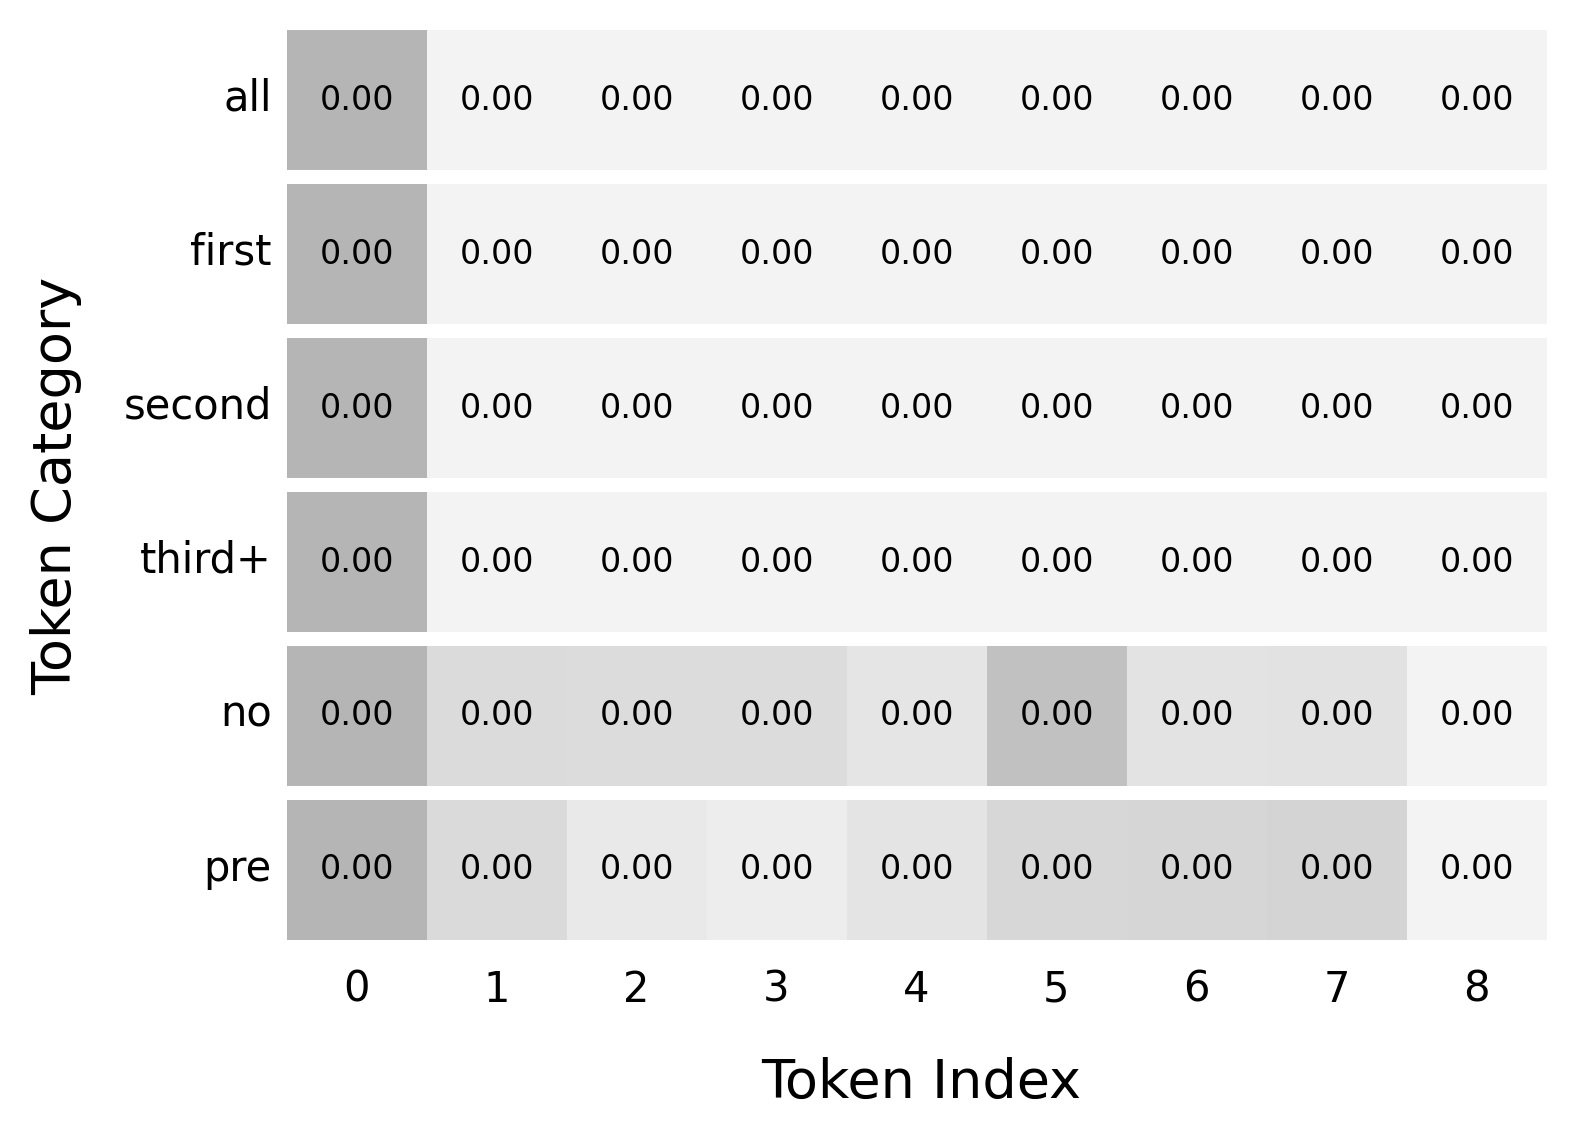 Token Category
all 0.00 0.00 0.00 0.00 0.00 0.00 0.00 0.00 0.00
first 0.00 0.00 0.00 0.00 0.00 0.00 0.00 0.00 0.00
second 0.00 0.00 0.00 0.00 0.00 0.00 0.00 0.00 0.00
third+ 0.00 0.00 0.00 0.00 0.00 0.00 0.00 0.00 0.00
no 0.00 0.00 0.00 0.00 0.00 0.00 0.00 0.00 0.00
pre 0.00 0.00 0.00 0.00 0.00 0.00 0.00 0.00 0.00
0 1 2 3 4 5 6 7 8
Token Index